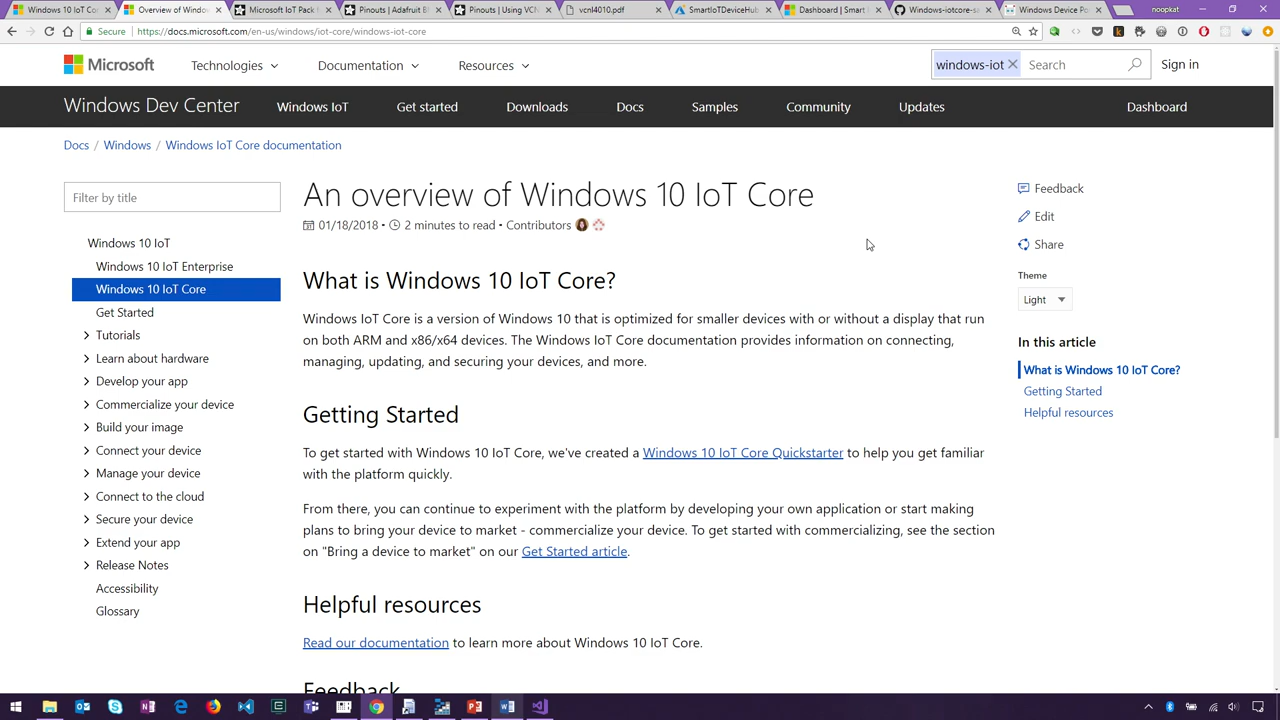 Windows 10 IoT Core
Overview of Window
Microsoft IoT Pack
Pinouts | Adafruit B
Pinouts | Using VCN
vcnl4010.pdf
SmartIoTDeviceHub
Dashboard | Smart
Windows-iotcore-sa
Windows Device Po
noopkat
Secure
https://docs.microsoft.com/en-us/windows/iot-core/windows-iot-core
Microsoft
Technologies
Documentation
Resources
windows-iot
Search
Sign in
Windows Dev Center
Windows IoT
Get started
Downloads
Docs
Samples
Community
Updates
Dashboard
Docs / Windows / Windows IoT Core documentation
Filter by title
Windows 10 IoT
Windows 10 IoT Enterprise
Windows 10 IoT Core
Get Started
Tutorials
Learn about hardware
Develop your app
Commercialize your device
Build your image
Connect your device
Manage your device
Connect to the cloud
Secure your device
Extend your app
Release Notes
Accessibility
Glossary
An overview of Windows 10 IoT Core
01/18/2018 • 2 minutes to read • Contributors
What is Windows 10 IoT Core?
Windows IoT Core is a version of Windows 10 that is optimized for smaller devices with or without a display that run
on both ARM and x86/x64 devices. The Windows IoT Core documentation provides information on connecting,
managing, updating, and securing your devices, and more.
Getting Started
To get started with Windows 10 IoT Core, we've created a Windows 10 IoT Core Quickstarter to help you get familiar
with the platform quickly.
From there, you can continue to experiment with the platform by developing your own application or start making
plans to bring your device to market - commercialize your device. To get started with commercializing, see the section
on "Bring a device to market" on our Get Started article.
Helpful resources
Read our documentation to learn more about Windows 10 IoT Core.
Feedback
Feedback
Edit
Share
Theme
Light
In this article
What is Windows 10 IoT Core?
Getting Started
Helpful resources